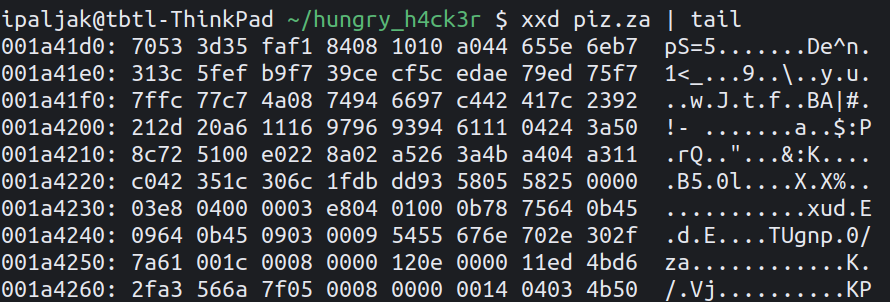 ipaljak@tbtl-ThinkPad ~/hungry_h4ck3r $ xxd piz.za | tail
001a41d0: 7053 3d35 faf1 8408 1010 a044 655e 6eb7  pS=5.......De^n.
001a41e0: 313c 5fef b9f7 39ce cf5c edae 79ed 75f7  1<_...9..\..y.u.
001a41f0: 7ffc 77c7 4a08 7494 6697 c442 417c 2392  ..w.J.t.f..BA|#.
001a4200: 212d 20a6 1116 9796 9394 6111 0424 3a50  !- .......a..$:P
001a4210: 8c72 5100 e022 8a02 a526 3a4b a404 a311  .rQ.."...&:K....
001a4220: c042 351c 306c 1fdb dd93 5805 5825 0000  .B5.0l....X.X%..
001a4230: 03e8 0400 0003 e804 0100 0b78 7564 0b45  ...........xud.E
001a4240: 0964 0b45 0903 0009 5455 676e 702e 302f  .d.E....TUgnp.0/
001a4250: 7a61 001c 0008 0000 120e 0000 11ed 4bd6  za............K.
001a4260: 2fa3 566a 7f05 0008 0000 0014 0403 4b50  /.Vj..........KP